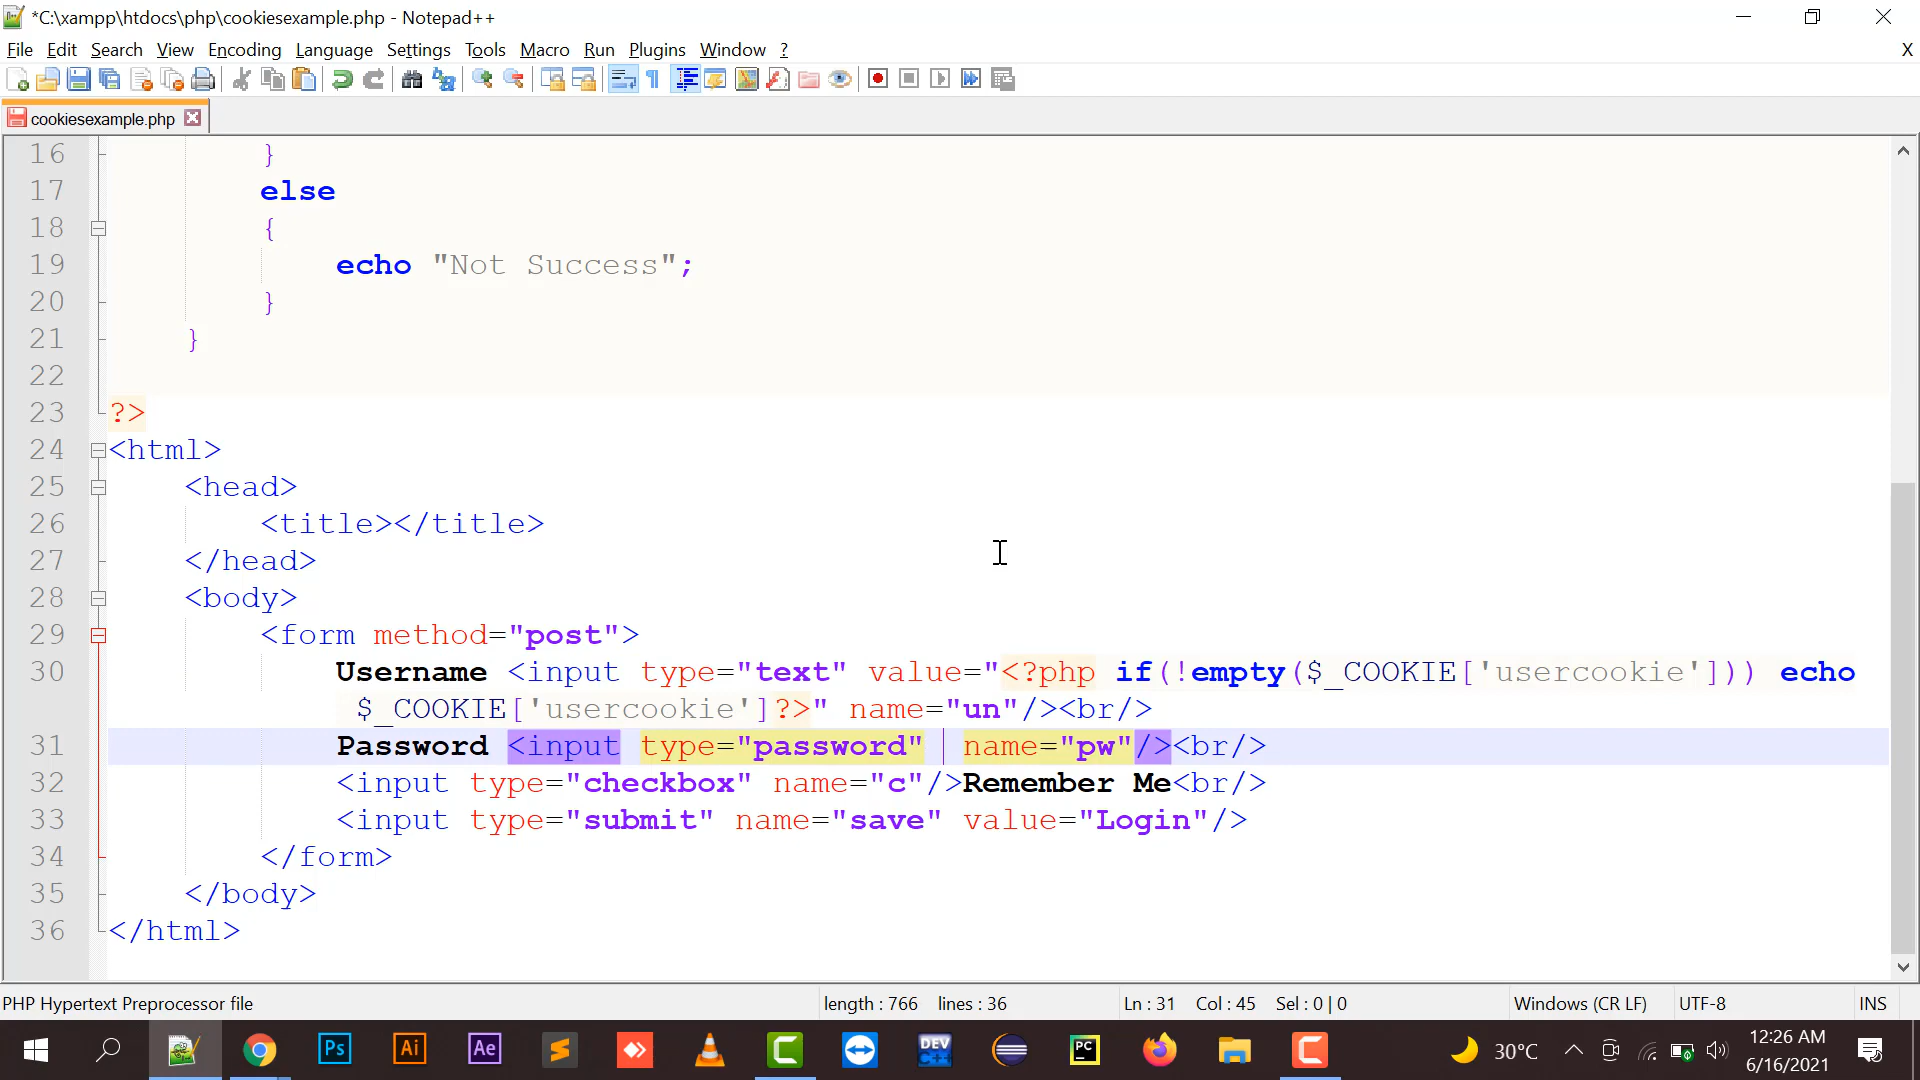 *C:\xampp\htdocs\php\cookiesexample.php - Notepad++
File Edit Search View Encoding Language Settings Tools Macro Run Plugins Window ? X
cookiesexample.php
16 }
17 else
18 {
19 echo "Not Success";
20 }
21 }
22
23 ?>
24 <html>
25 <head>
26 <title></title>
27 </head>
28 <body>
29 <form method="post">
30 Username <input type="text" value="<?php if(!empty($_COOKIE['usercookie'])) echo
$_COOKIE['usercookie']?>" name="un"/><br/>
31 Password <input type="password"  name="pw"/><br/>
32 <input type="checkbox" name="c"/>Remember Me<br/>
33 <input type="submit" name="save" value="Login"/>
34 </form>
35 </body>
36 </html>
PHP Hypertext Preprocessor file length : 766 lines : 36 Ln : 31 Col : 45 Sel : 0 | 0 Windows (CR LF) UTF-8 INS
Ps Ai Ae DEV C++ PC 30°C 12:26 AM
6/16/2021